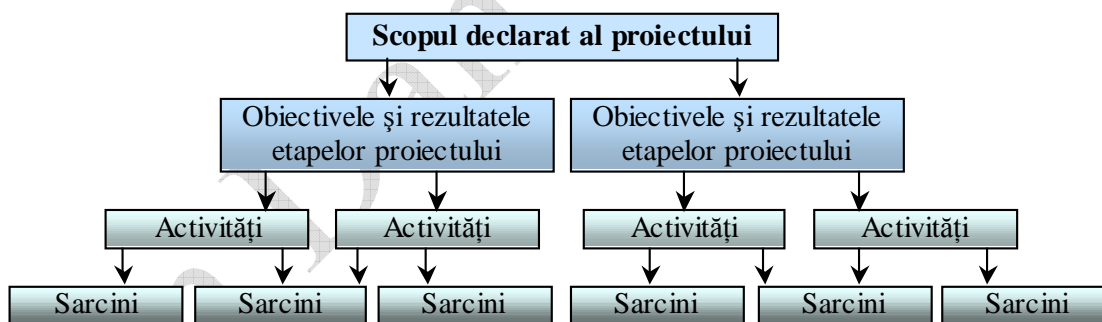 Scopul declarat al proiectului
Obiectivele şi rezultatele
etapelor proiectului
Obiectivele şi rezultatele
etapelor proiectului
Activităţi
Activităţi
Activităţi
Activităţi
Sarcini
Sarcini
Sarcini
Sarcini
Sarcini
Sarcini